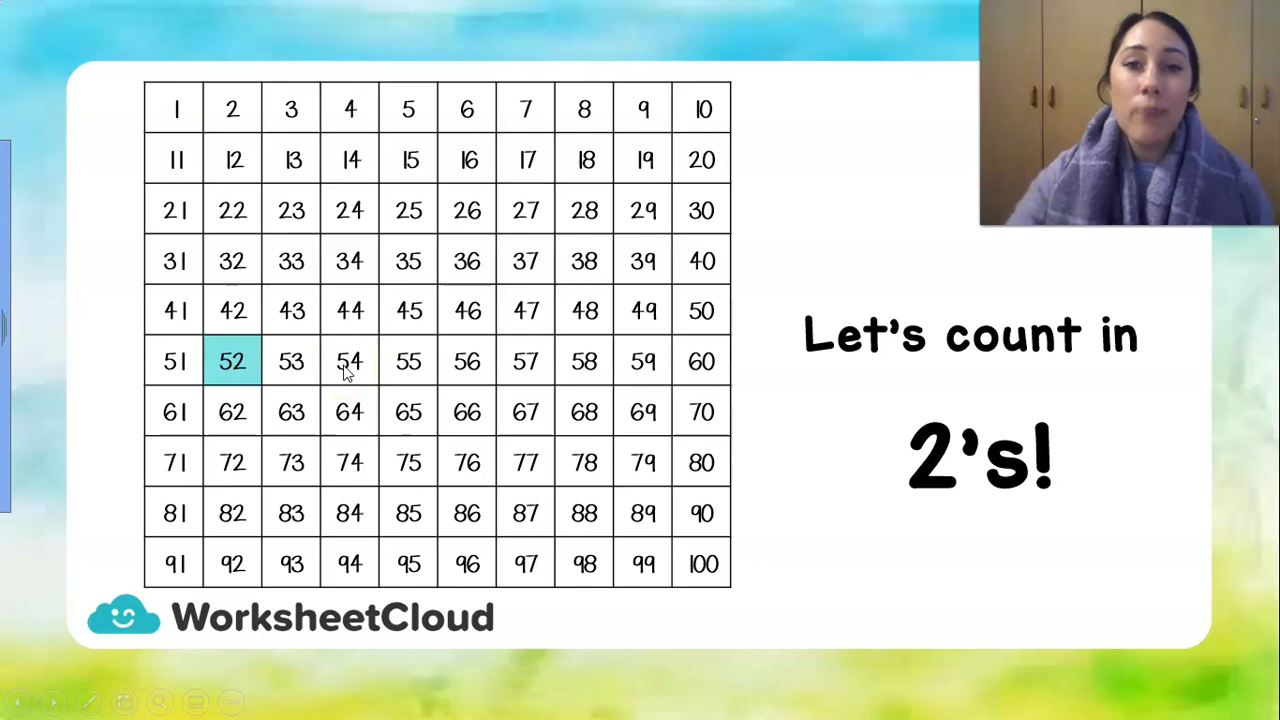 1 2 3 4 5 6 7 8 9 10
11 12 13 14 15 16 17 18 19 20
21 22 23 24 25 26 27 28 29 30
31 32 33 34 35 36 37 38 39 40
41 42 43 44 45 46 47 48 49 50
51 52 53 54 55 56 57 58 59 60
61 62 63 64 65 66 67 68 69 70
71 72 73 74 75 76 77 78 79 80
81 82 83 84 85 86 87 88 89 90
91 92 93 94 95 96 97 98 99 100
Let's count in
2's!
WorksheetCloud